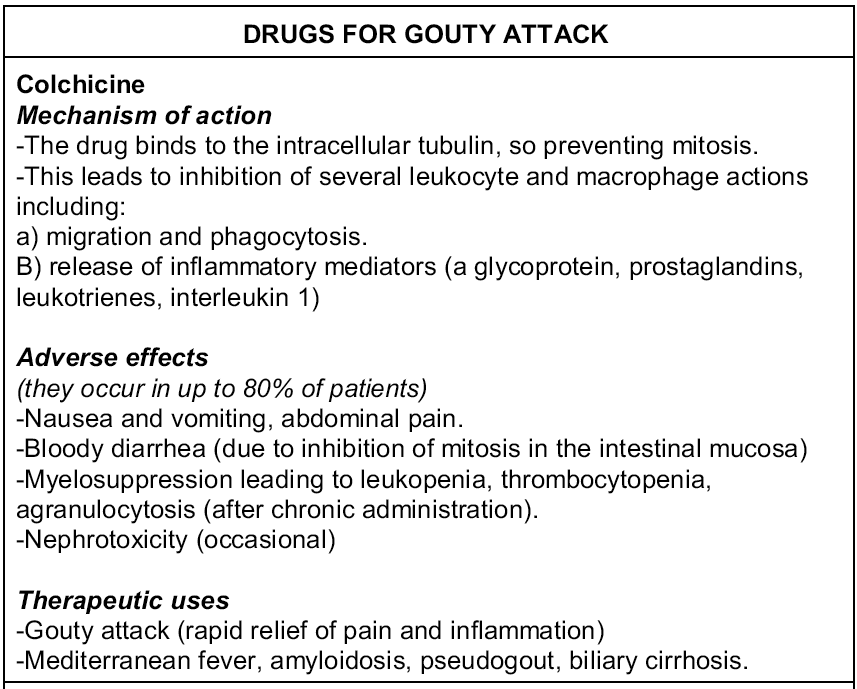 DRUGS FOR GOUTY ATTACK
Colchicine
Mechanism of action
-The drug binds to the intracellular tubulin, so preventing mitosis.
-This leads to inhibition of several leukocyte and macrophage actions
including:
a) migration and phagocytosis.
B) release of inflammatory mediators (a glycoprotein, prostaglandins,
leukotrienes, interleukin 1)
Adverse effects
(they occur in up to 80% of patients)
-Nausea and vomiting, abdominal pain.
-Bloody diarrhea (due to inhibition of mitosis in the intestinal mucosa)
-Myelosuppression leading to leukopenia, thrombocytopenia,
agranulocytosis (after chronic administration).
-Nephrotoxicity (occasional)
Therapeutic uses
-Gouty attack (rapid relief of pain and inflammation)
-Mediterranean fever, amyloidosis, pseudogout, biliary cirrhosis.